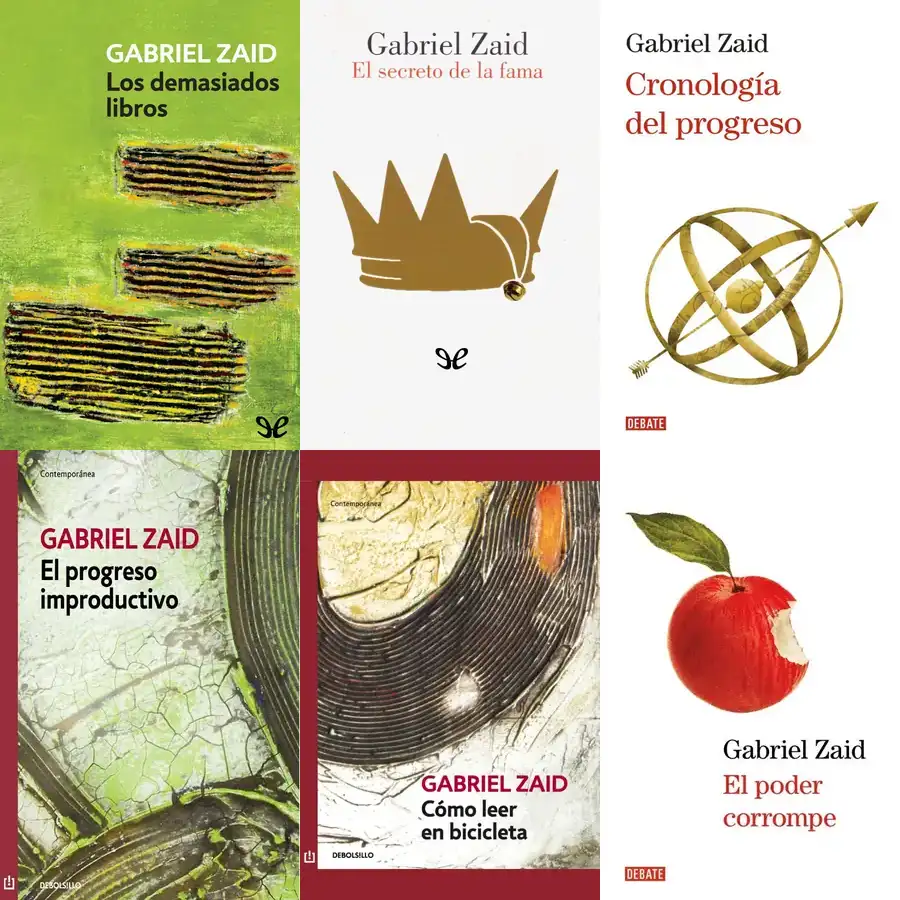 GABRIEL ZAID
Los demasiados
libros
Gabriel Zaid
El secreto de la fama
Gabriel Zaid
Cronología
del progreso
DEBATE
Contemporánea
GABRIEL ZAID
El progreso
improductivo
DEBOLSILLO
Contemporánea
GABRIEL ZAID
Cómo leer
en bicicleta
DEBOLSILLO
Gabriel Zaid
El poder
corrompe
DEBATE